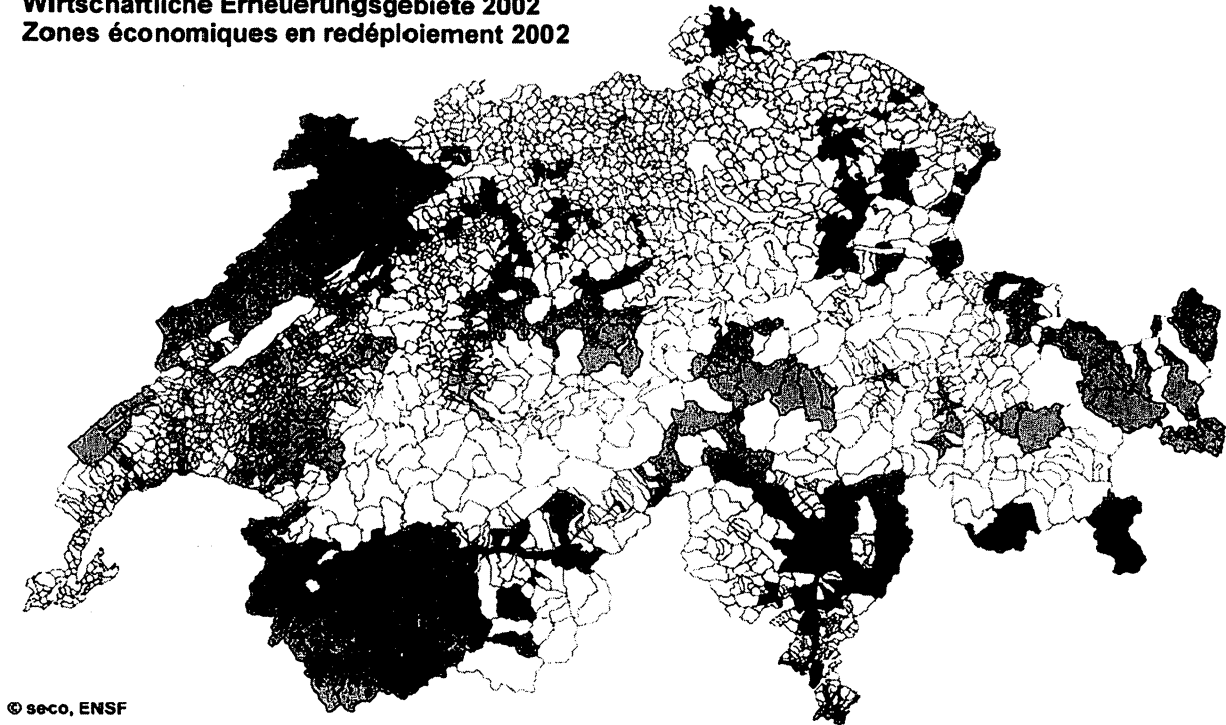 Wirtschaftliche Erneuerungsgebiete 2002
Zones économiques en redéploiement 2002
© seco, ENSF